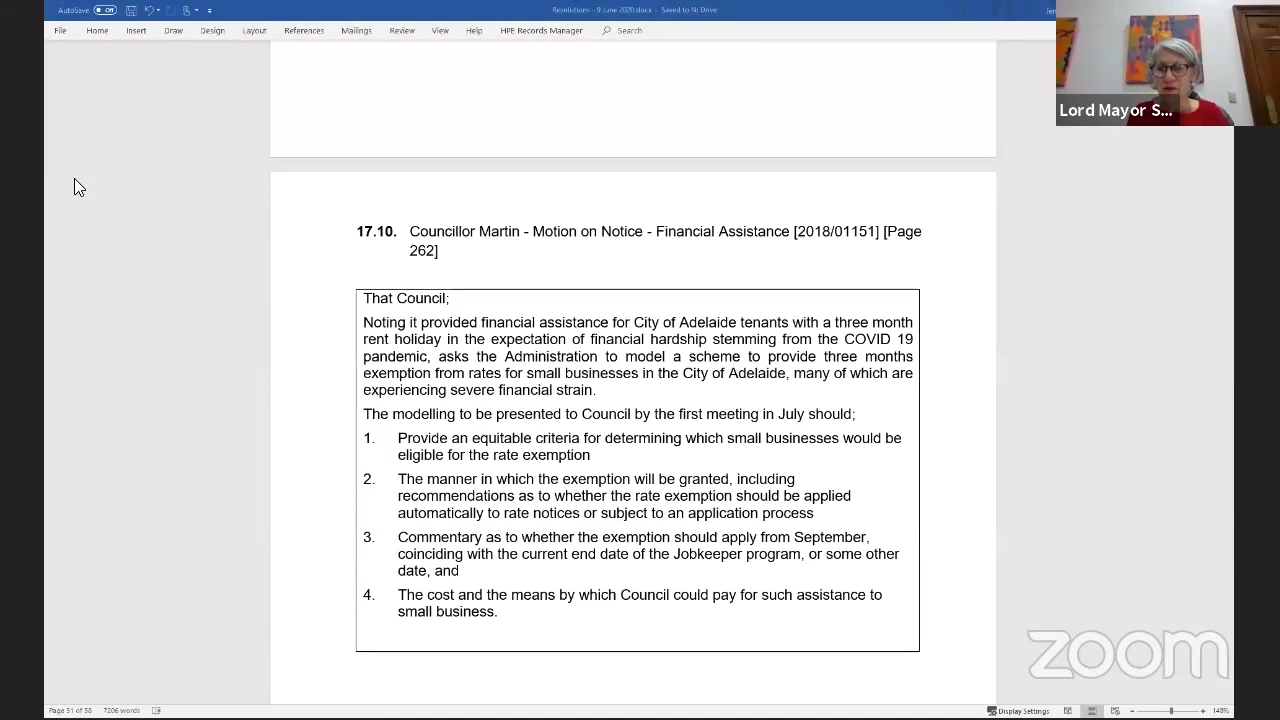 AutoSave Off
Resolutions - 9 June 2020.docx - Saved to N: Drive
File Home Insert Draw Design Layout References Mailings Review View Help HPE Records Manager Search
Lord Mayor S...
17.10. Councillor Martin - Motion on Notice - Financial Assistance [2018/01151] [Page
262]
That Council;
Noting it provided financial assistance for City of Adelaide tenants with a three month
rent holiday in the expectation of financial hardship stemming from the COVID 19
pandemic, asks the Administration to model a scheme to provide three months
exemption from rates for small businesses in the City of Adelaide, many of which are
experiencing severe financial strain.
The modelling to be presented to Council by the first meeting in July should;
1. Provide an equitable criteria for determining which small businesses would be
eligible for the rate exemption
2. The manner in which the exemption will be granted, including
recommendations as to whether the rate exemption should be applied
automatically to rate notices or subject to an application process
3. Commentary as to whether the exemption should apply from September,
coinciding with the current end date of the Jobkeeper program, or some other
date, and
4. The cost and the means by which Council could pay for such assistance to
small business.
zoom
Page 51 of 58 7206 words
Display Settings
148%